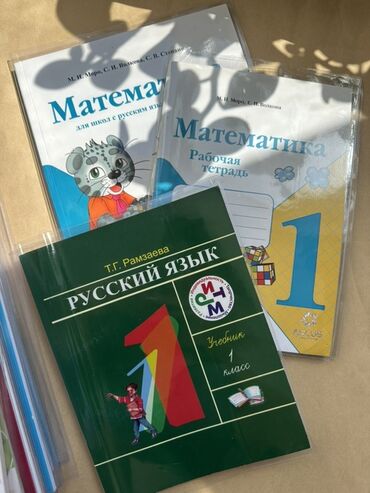 М. И. Моро, С. И. Волкова, С. В. Степанова
Математика
для школ с русским
М. И. Моро, С. И. Волкова
Математика
Рабочая
тетрадь
1
Т.Г. Рамзаева
РУССКИЙ ЯЗЫК
РИТМ
1
Учебник
1
класс